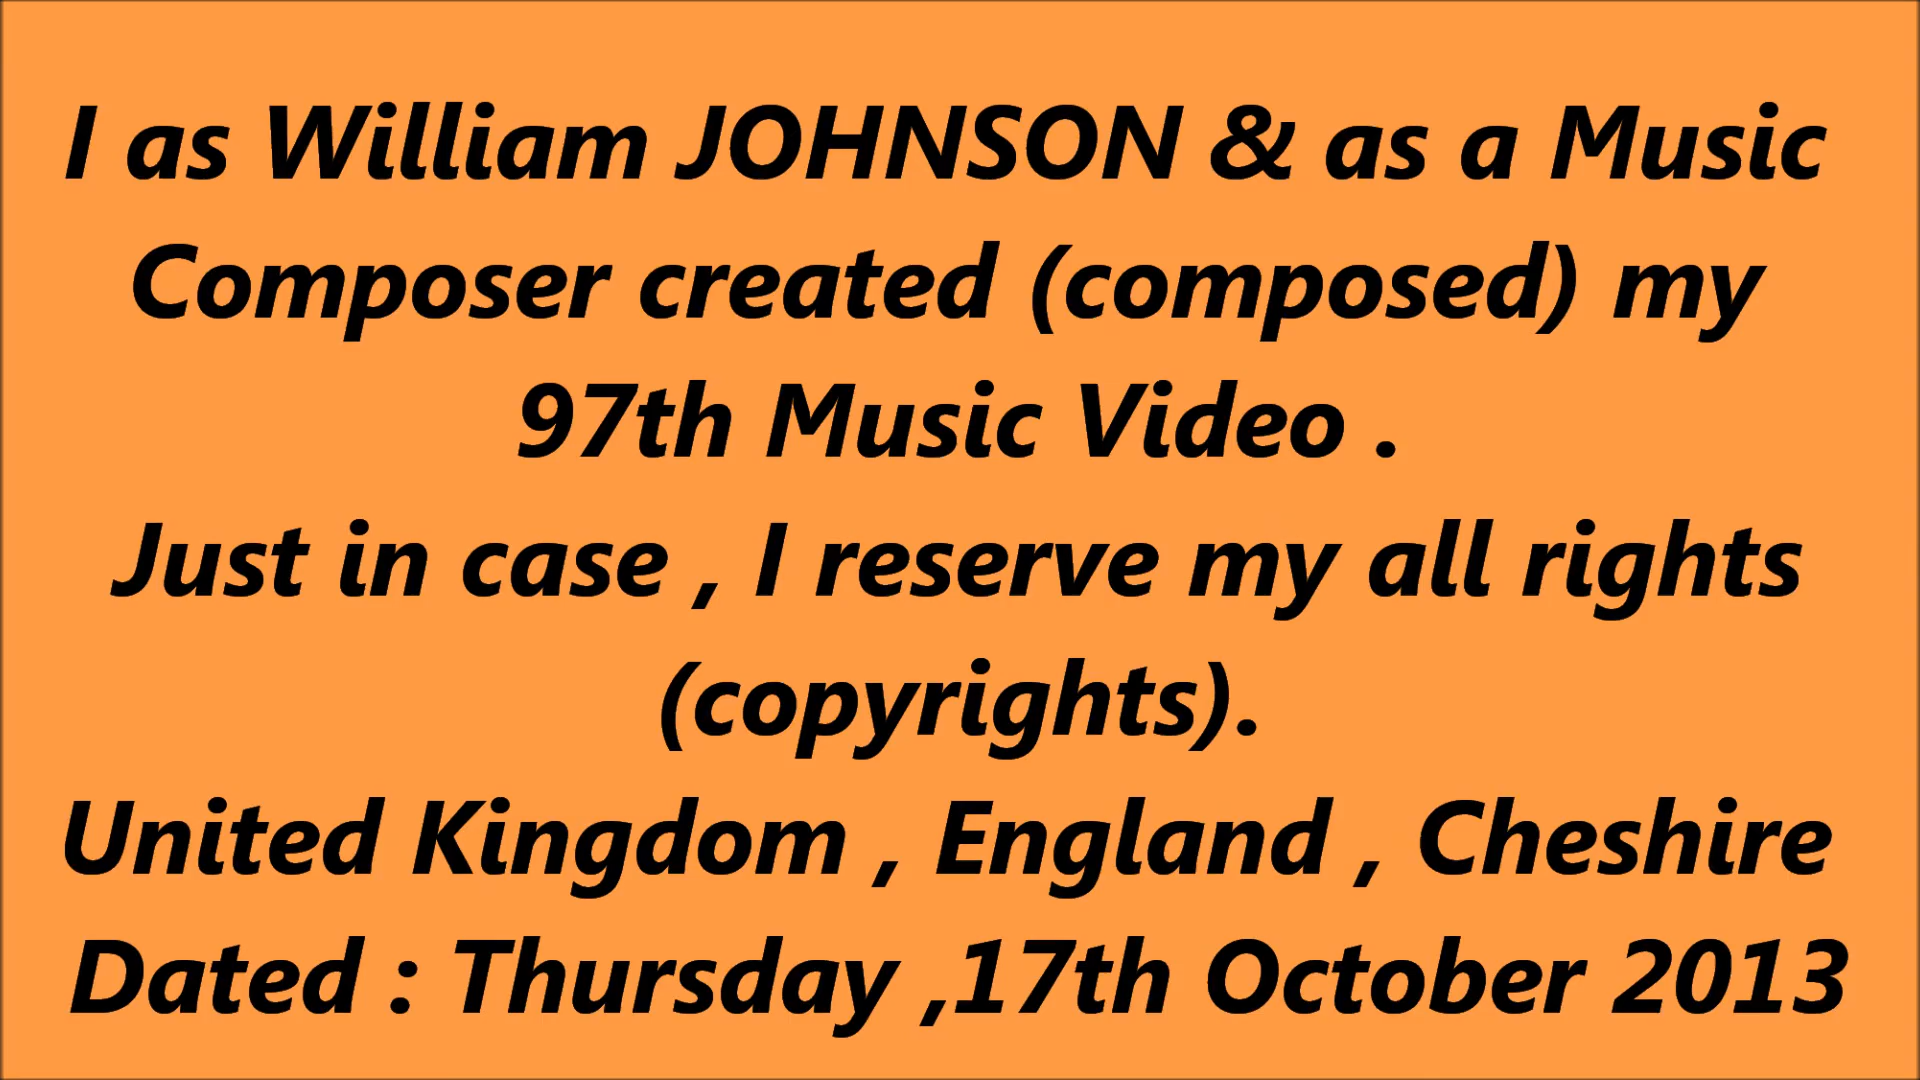 I as William JOHNSON & as a Music
Composer created (composed) my
97th Music Video .
Just in case , I reserve my all rights
(copyrights).
United Kingdom , England , Cheshire
Dated : Thursday ,17th October 2013